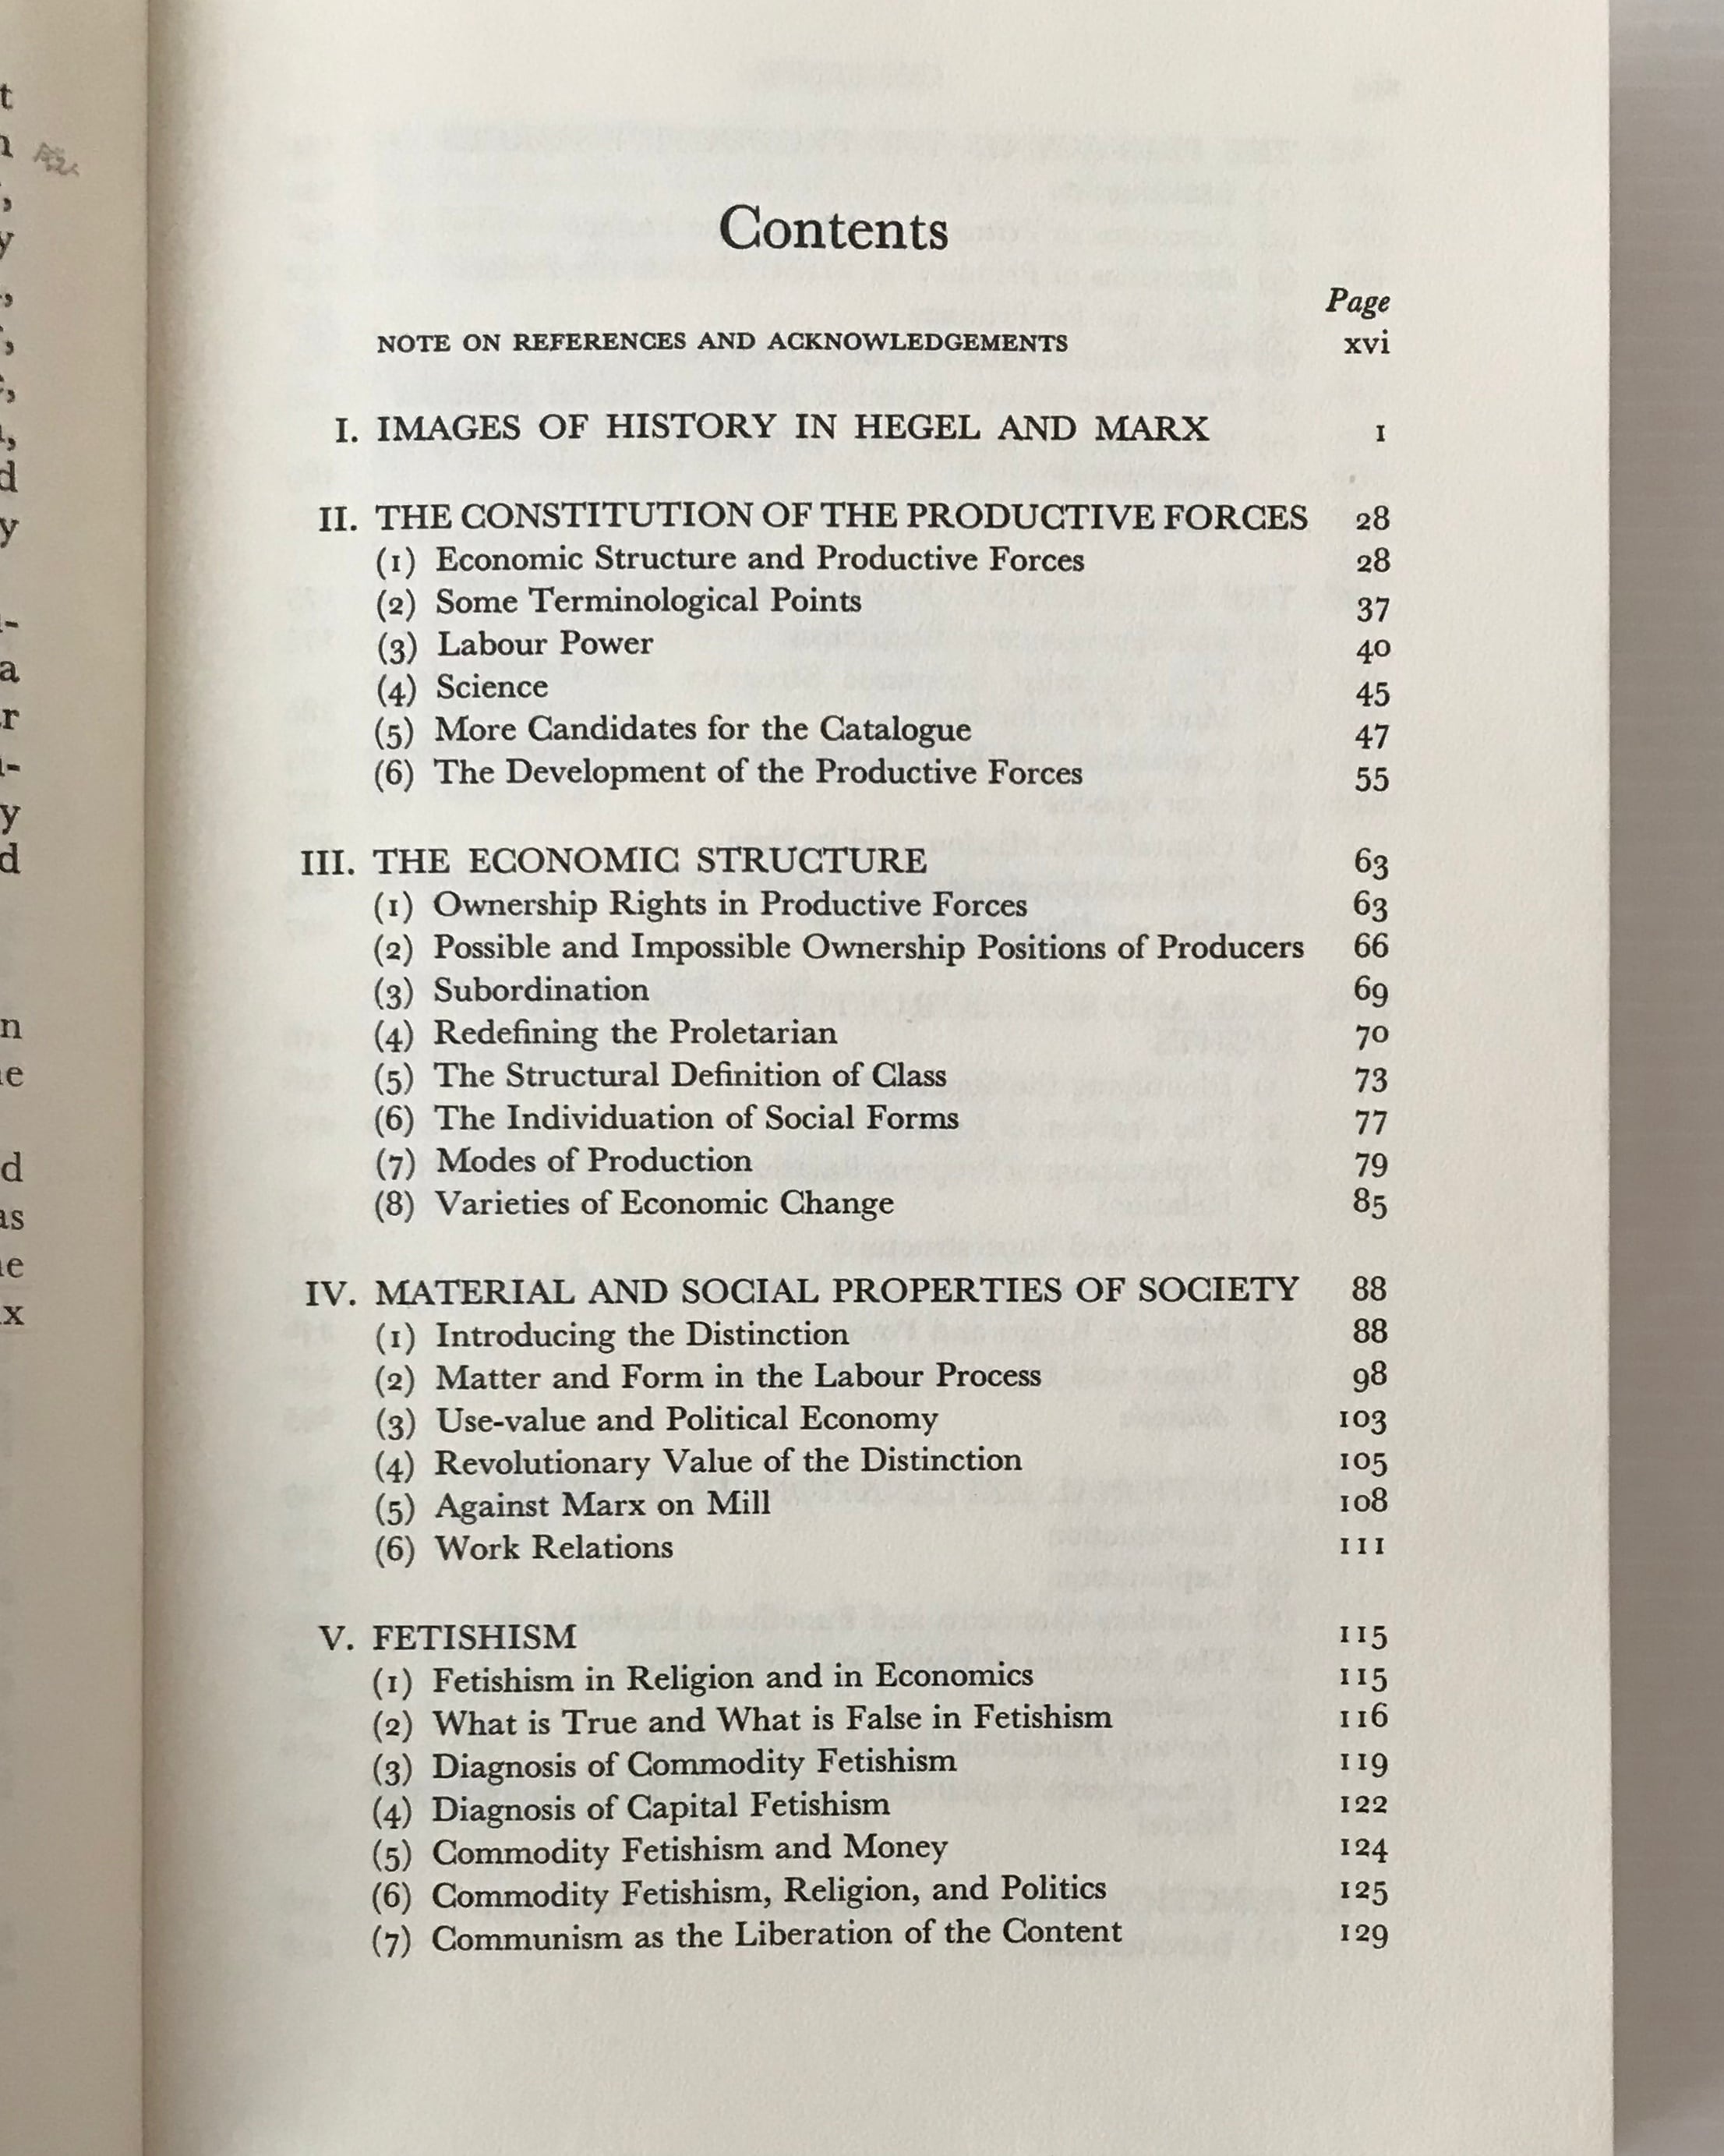 Contents
Page
NOTE ON REFERENCES AND ACKNOWLEDGEMENTS xvi
I. IMAGES OF HISTORY IN HEGEL AND MARX 1
II. THE CONSTITUTION OF THE PRODUCTIVE FORCES 28
(1) Economic Structure and Productive Forces 28
(2) Some Terminological Points 37
(3) Labour Power 40
(4) Science 45
(5) More Candidates for the Catalogue 47
(6) The Development of the Productive Forces 55
III. THE ECONOMIC STRUCTURE 63
(1) Ownership Rights in Productive Forces 63
(2) Possible and Impossible Ownership Positions of Producers 66
(3) Subordination 69
(4) Redefining the Proletarian 70
(5) The Structural Definition of Class 73
(6) The Individuation of Social Forms 77
(7) Modes of Production 79
(8) Varieties of Economic Change 85
IV. MATERIAL AND SOCIAL PROPERTIES OF SOCIETY 88
(1) Introducing the Distinction 88
(2) Matter and Form in the Labour Process 98
(3) Use-value and Political Economy 103
(4) Revolutionary Value of the Distinction 105
(5) Against Marx on Mill 108
(6) Work Relations 111
V. FETISHISM 115
(1) Fetishism in Religion and in Economics 115
(2) What is True and What is False in Fetishism 116
(3) Diagnosis of Commodity Fetishism 119
(4) Diagnosis of Capital Fetishism 122
(5) Commodity Fetishism and Money 124
(6) Commodity Fetishism, Religion, and Politics 125
(7) Communism as the Liberation of the Content 129